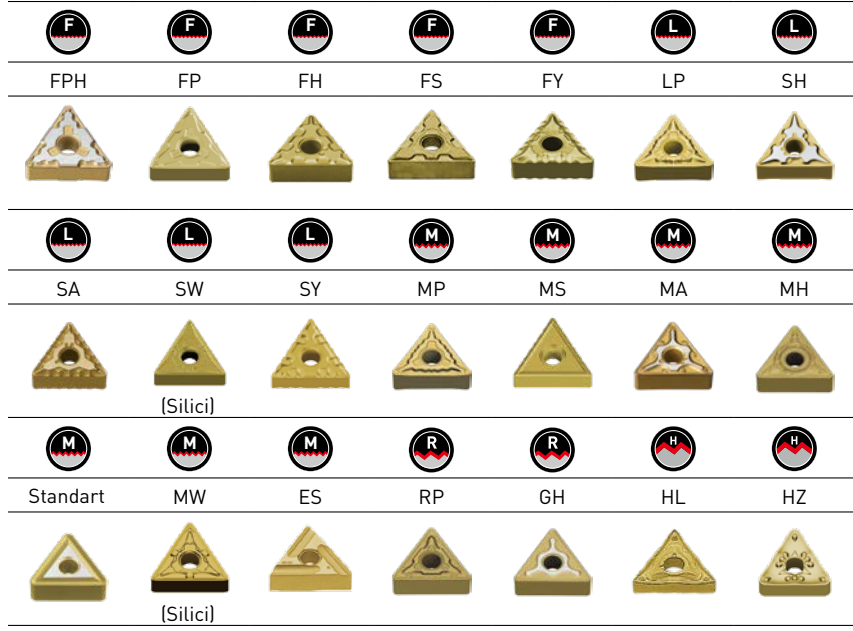 F F F F F L L
FPH FP FH FS FY LP SH
L L L M M M M
SA SW SY MP MS MA MH
(Silici)
M M M R R H H
Standart MW ES RP GH HL HZ
(Silici)